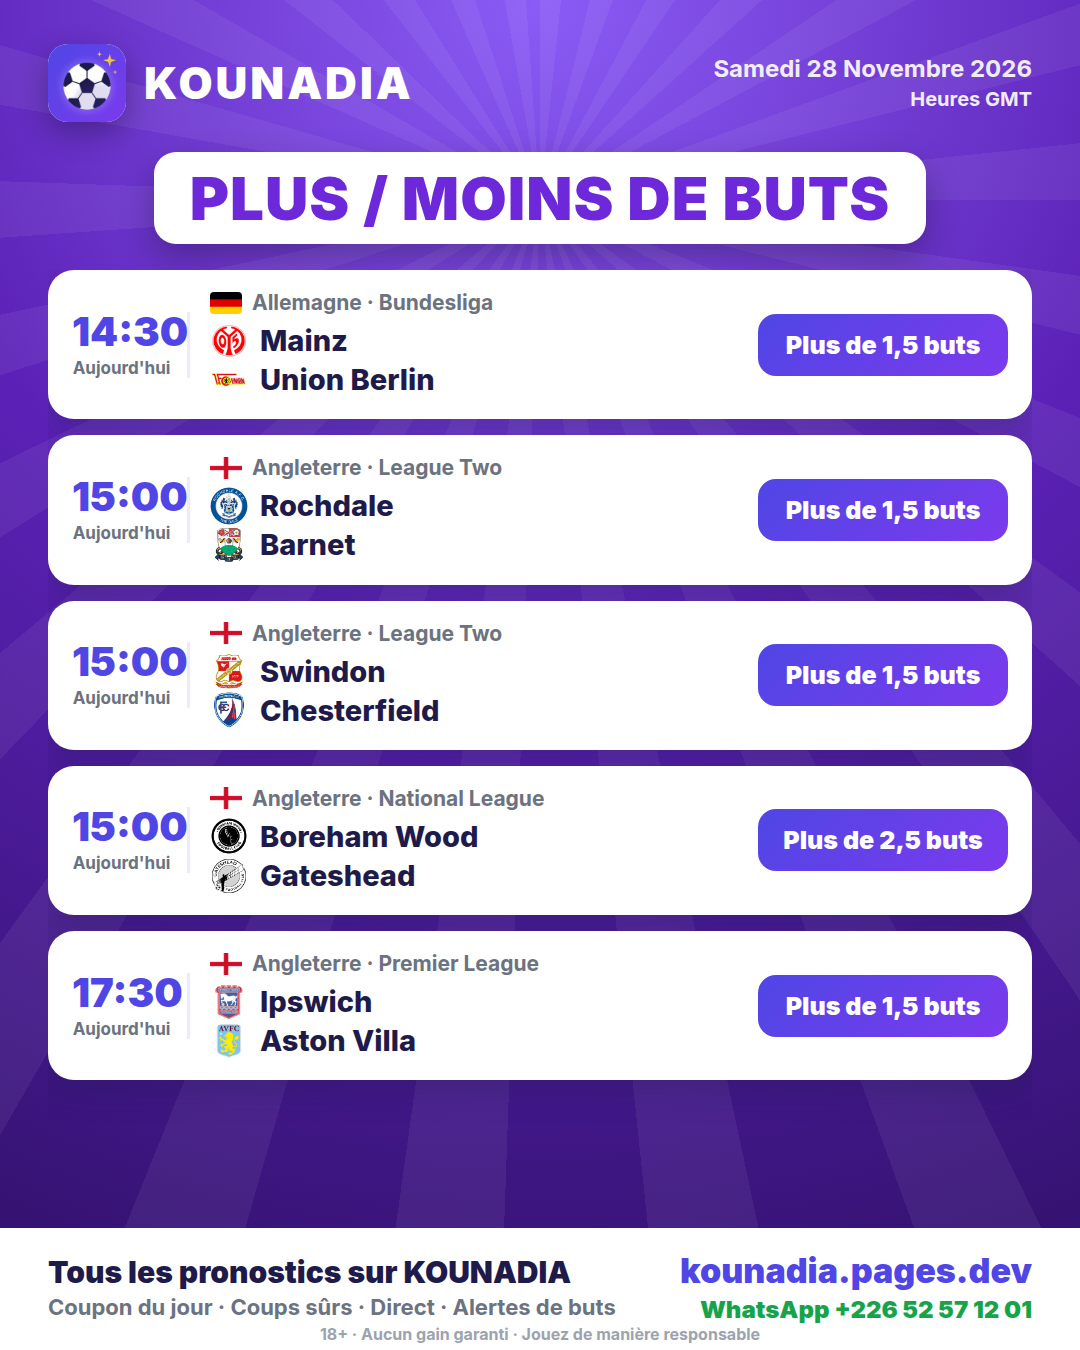 KOUNADIA
Samedi 28 Novembre 2026
Heures GMT
PLUS / MOINS DE BUTS
14:30
Aujourd'hui
Allemagne · Bundesliga
Mainz
Union Berlin
Plus de 1,5 buts
15:00
Aujourd'hui
Angleterre · League Two
Rochdale
Barnet
Plus de 1,5 buts
15:00
Aujourd'hui
Angleterre · League Two
Swindon
Chesterfield
Plus de 1,5 buts
15:00
Aujourd'hui
Angleterre · National League
Boreham Wood
Gateshead
Plus de 2,5 buts
17:30
Aujourd'hui
Angleterre · Premier League
Ipswich
AVFC
Aston Villa
Plus de 1,5 buts
Tous les pronostics sur KOUNADIA
kounadia.pages.dev
Coupon du jour · Coups sûrs · Direct · Alertes de buts
WhatsApp +226 52 57 12 01
18+ · Aucun gain garanti · Jouez de manière responsable